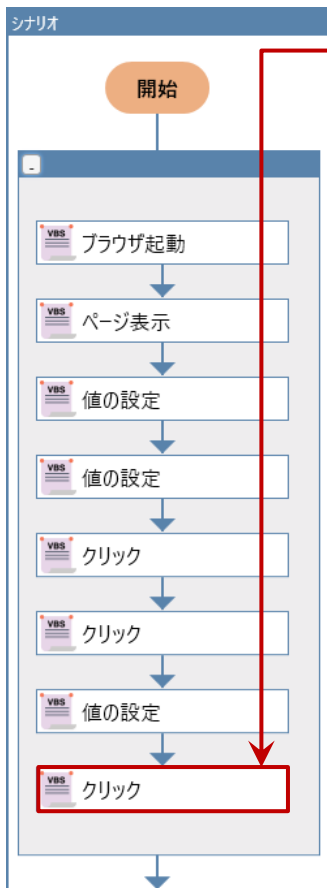 シナリオ
開始
-
VBS ブラウザ起動
VBS ページ表示
VBS 値の設定
VBS 値の設定
VBS クリック
VBS クリック
VBS 値の設定
VBS クリック